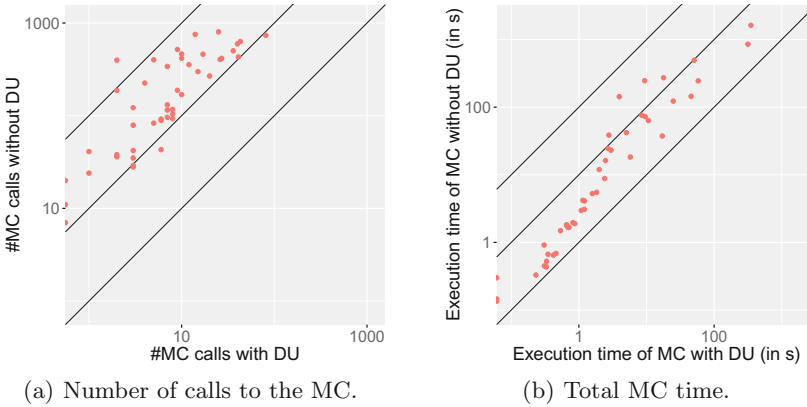 1000
10
#MC calls without DU
10
1000
#MC calls with DU
(a) Number of calls to the MC.
100
1
Execution time of MC without DU (in s)
1
100
Execution time of MC with DU (in s)
(b) Total MC time.